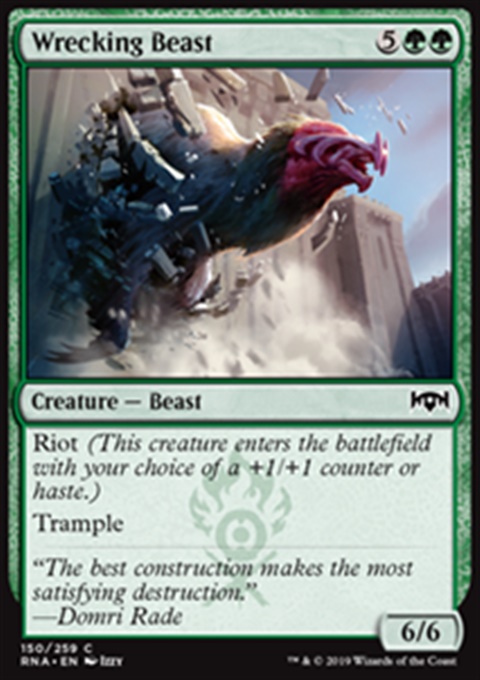 Wrecking Beast 5
Creature — Beast
Riot (This creature enters the battlefield
with your choice of a +1/+1 counter or
haste.)
Trample
“The best construction makes the most
satisfying destruction.”
—Domri Rade
6/6
150/259 C
RNA • EN Izzy
™ & © 2019 Wizards of the Coast